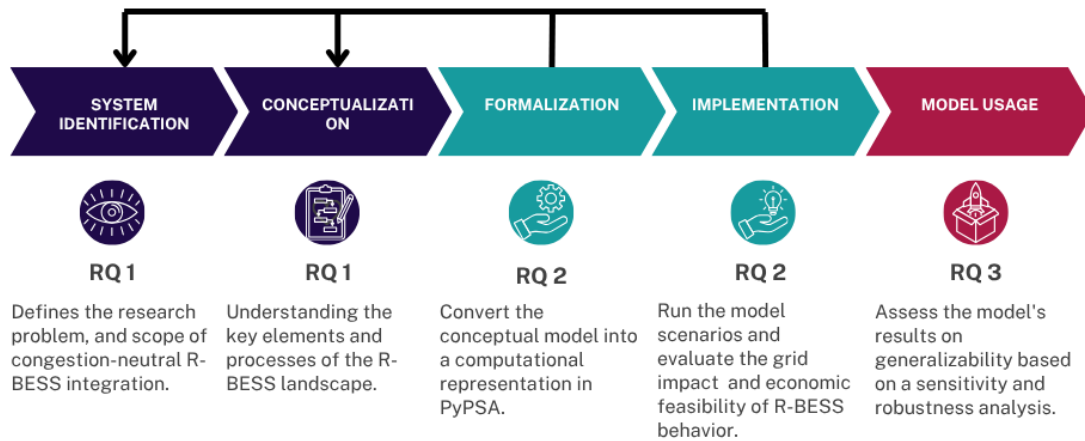 SYSTEM
IDENTIFICATION
CONCEPTUALIZATI
ON
FORMALIZATION
IMPLEMENTATION
MODEL USAGE
RQ 1
Defines the research
problem, and scope of
congestion-neutral R-
BESS integration.
RQ 1
Understanding the
key elements and
processes of the R-
BESS landscape.
RQ 2
Convert the
conceptual model into
a computational
representation in
PyPSA.
RQ 2
Run the model
scenarios and
evaluate the grid
impact and economic
feasibility of R-BESS
behavior.
RQ 3
Assess the model's
results on
generalizability based
on a sensitivity and
robustness analysis.